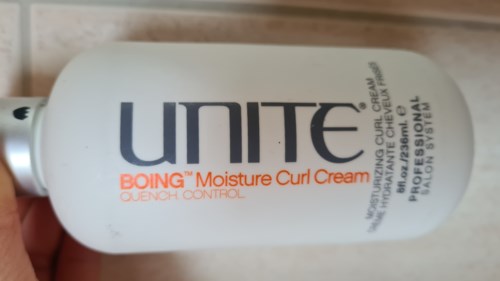 UNITE®
BOING™ Moisture Curl Cream
QUENCH CONTROL
MOISTURIZING CURL CREAM
CRÈME HYDRATANTE CHEVEUX FRISÉS
8fl.oz./236mL ℮
PROFESSIONAL
SALON SYSTEM